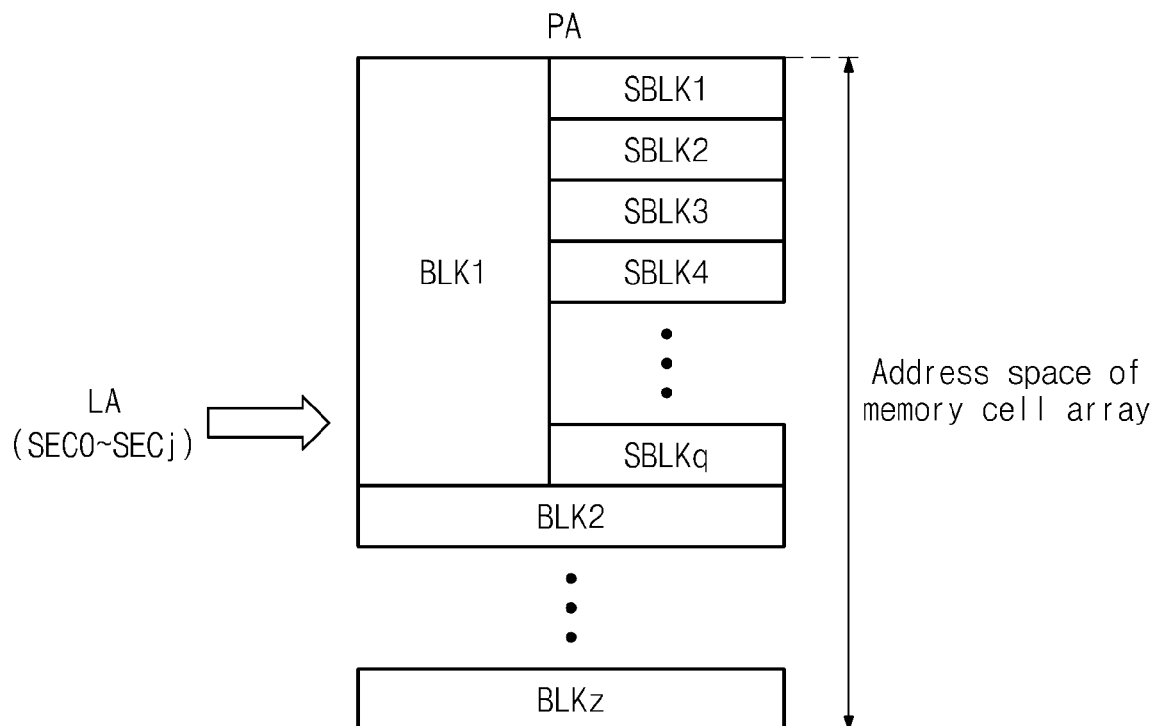 PA
SBLK1
SBLK2
SBLK3
BLK1
SBLK4
LA
(SEC0~SECj)
Address space of
memory cell array
SBLKq
BLK2
BLKz